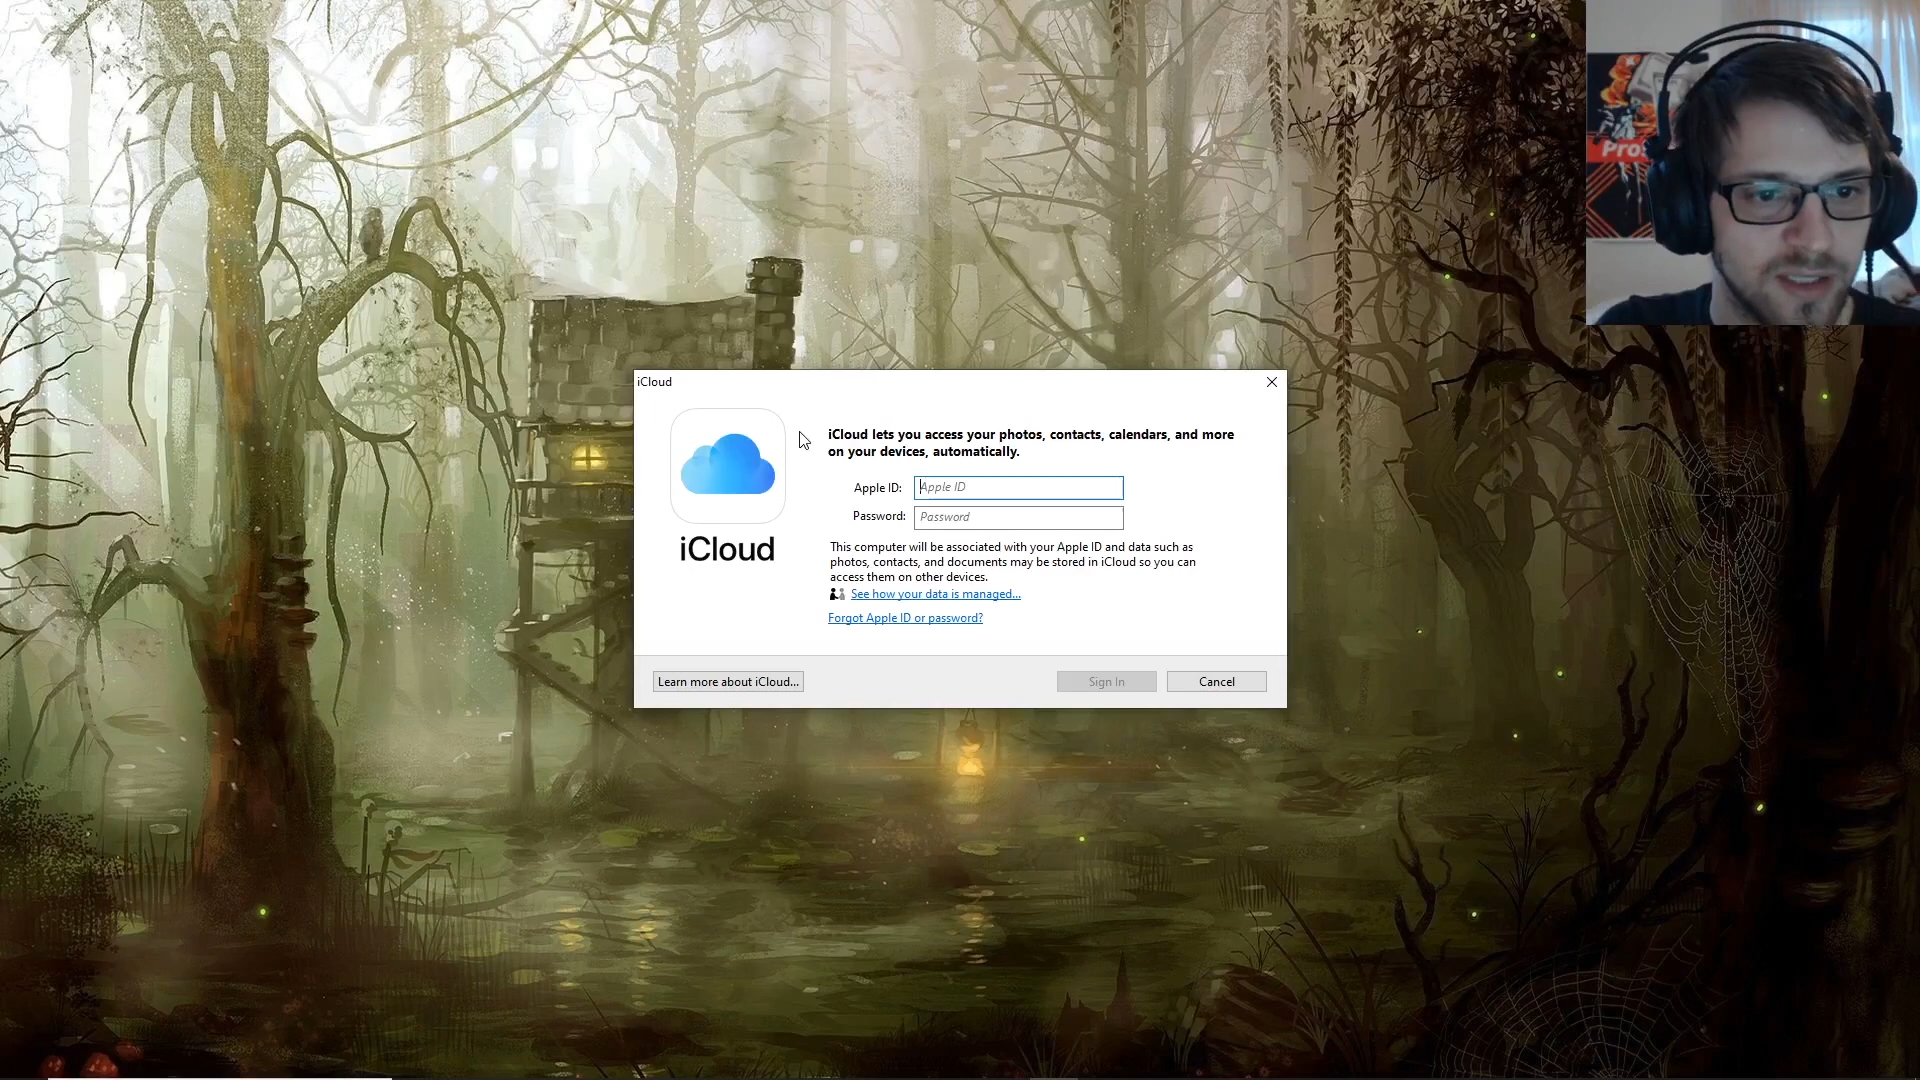 iCloud
iCloud lets you access your photos, contacts, calendars, and more
on your devices, automatically.
Apple ID: Apple ID
Password: Password
iCloud
This computer will be associated with your Apple ID and data such as
photos, contacts, and documents may be stored in iCloud so you can
access them on other devices.
See how your data is managed...
Forgot Apple ID or password?
Learn more about iCloud...
Sign In
Cancel